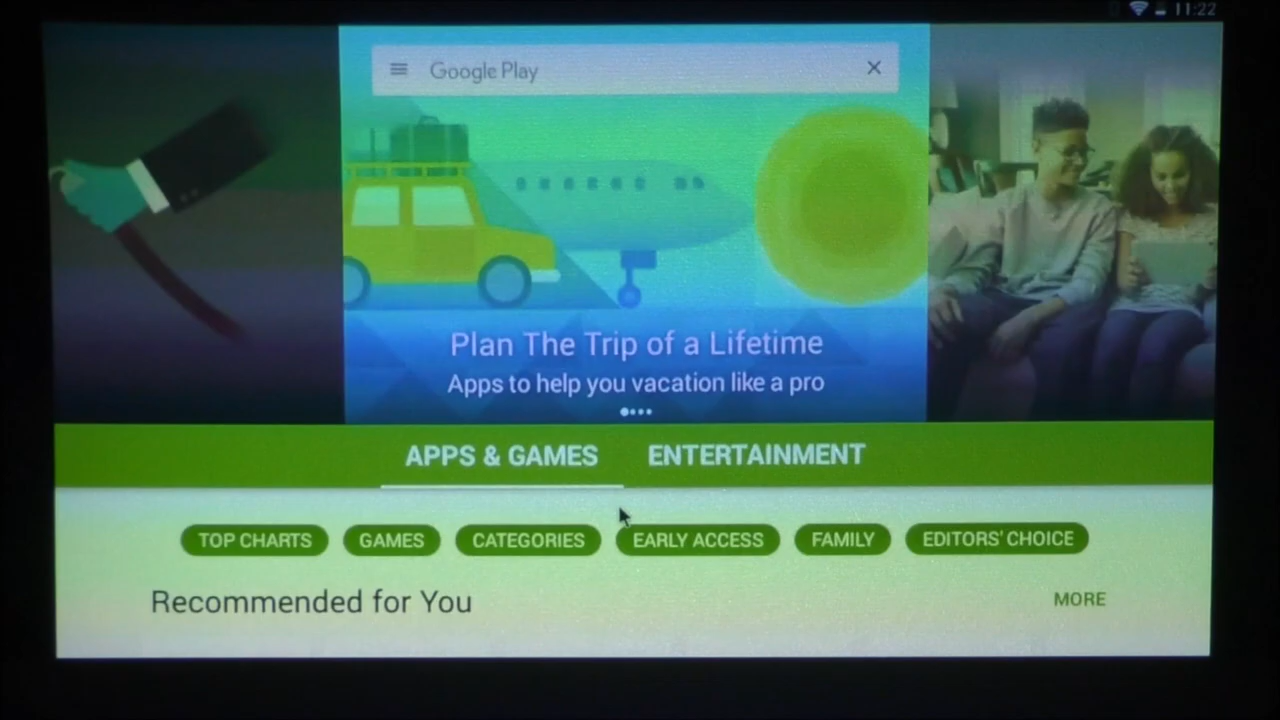 11:22
Google Play
Plan The Trip of a Lifetime
Apps to help you vacation like a pro
APPS & GAMES ENTERTAINMENT
TOP CHARTS GAMES CATEGORIES EARLY ACCESS FAMILY EDITORS' CHOICE
Recommended for You MORE